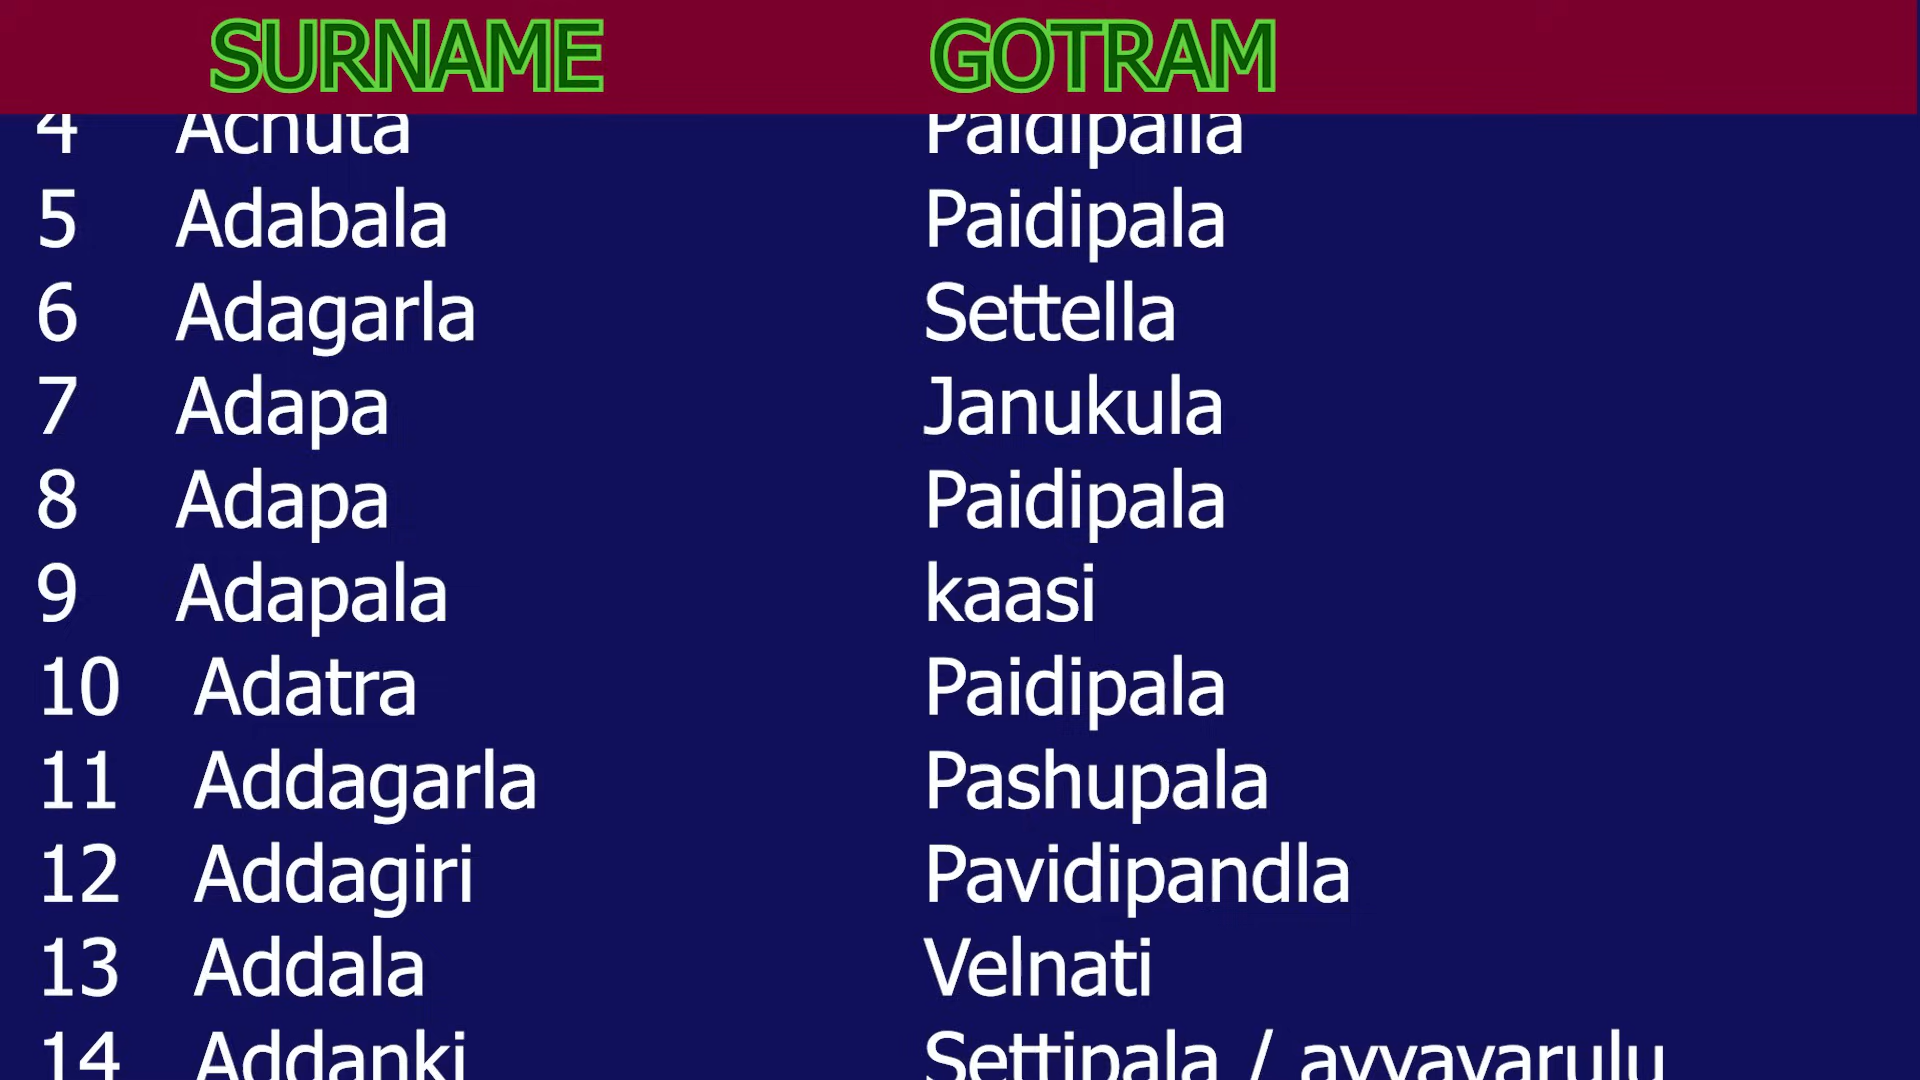 SURNAME GOTRAM
4 Achuta Paidipalla
5 Adabala Paidipala
6 Adagarla Settella
7 Adapa Janukula
8 Adapa Paidipala
9 Adapala kaasi
10 Adatra Paidipala
11 Addagarla Pashupala
12 Addagiri Pavidipandla
13 Addala Velnati
14 Addanki Settipala / ayyavarulu